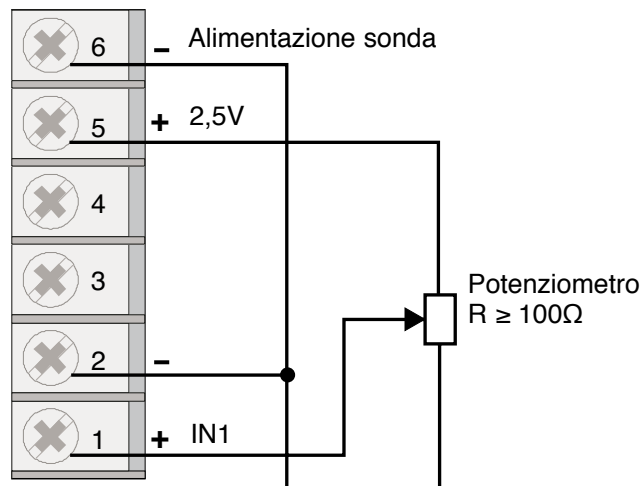 6 – Alimentazione sonda
5 + 2,5V
4
3
Potenziometro
R ≥ 100Ω
2 –
1 + IN1